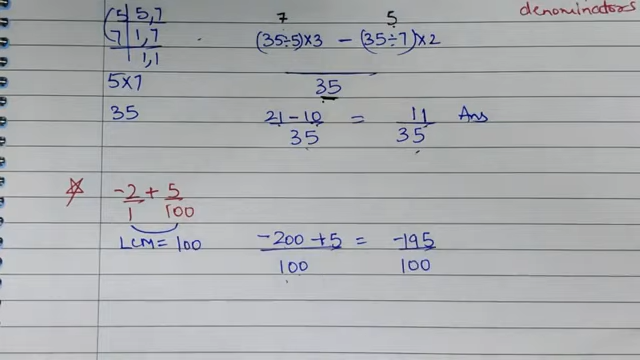 denominators
5 5,7
7 1,7
1,1
5×7
35
7 5
(35÷5)×3 − (35÷7)×2
35
21−10 = 11 Ans
35 35
☆ -2 + 5
1 100
LCM = 100
-200 +5 = -195
100 100